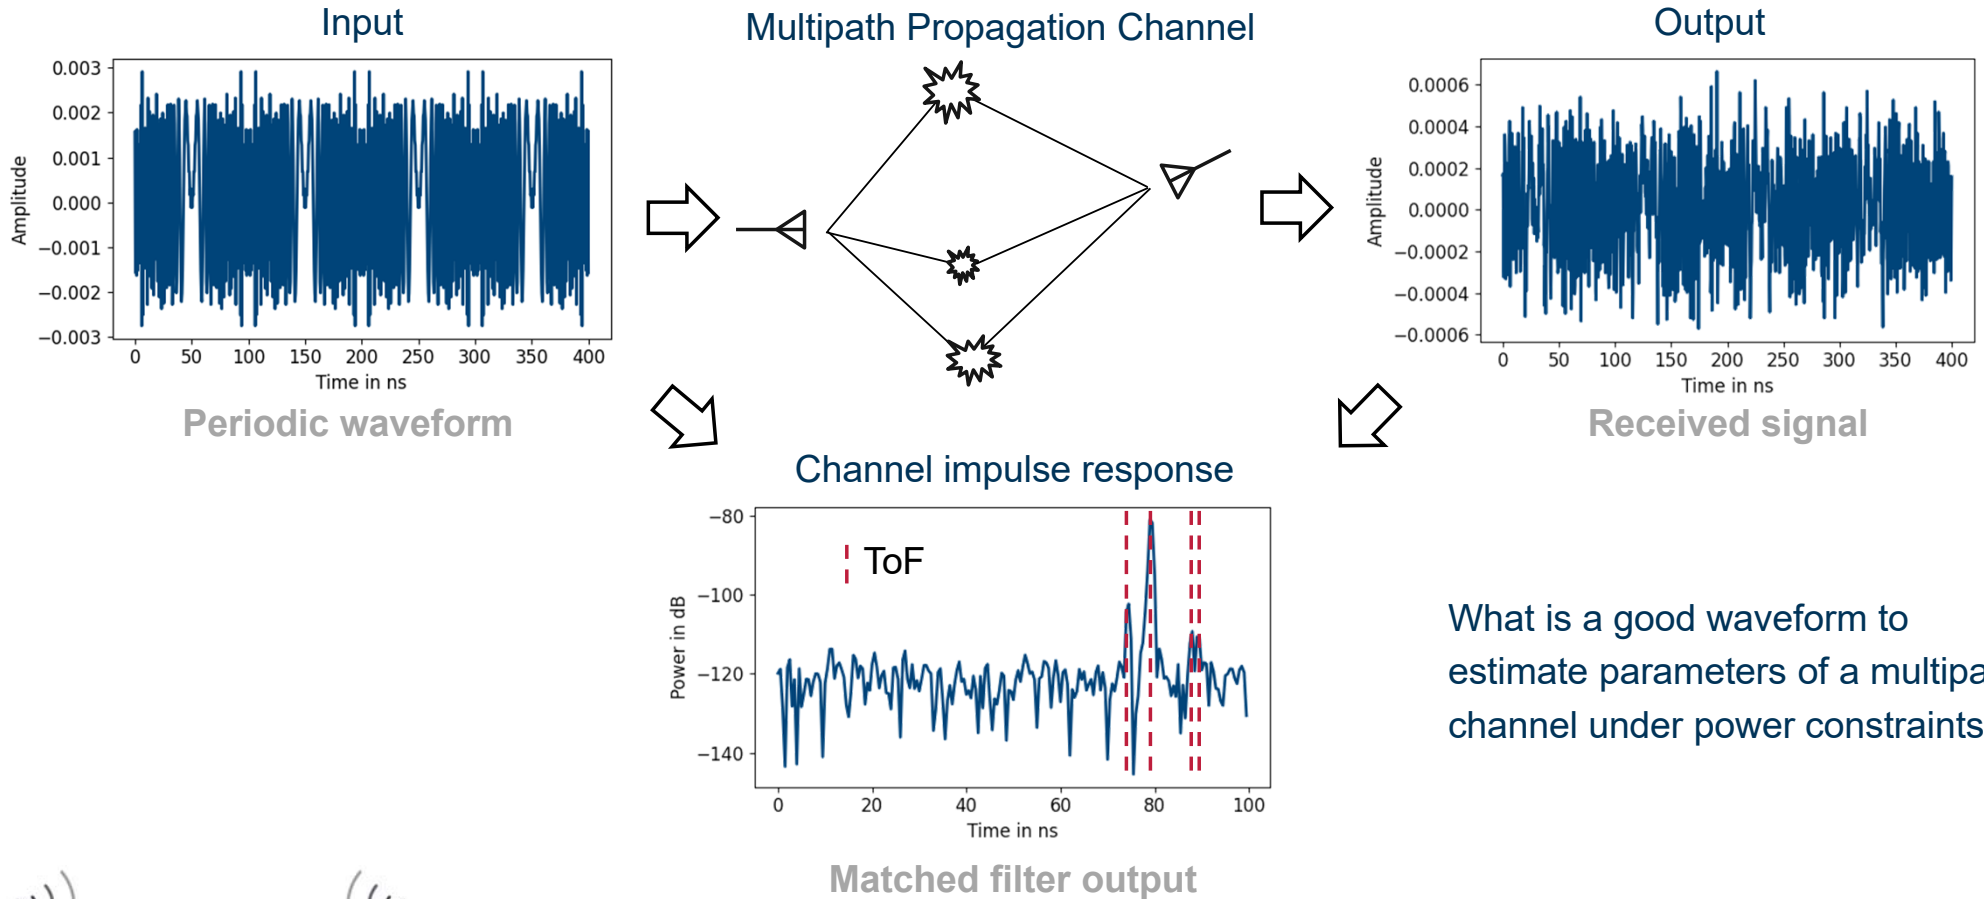 Input
Multipath Propagation Channel
Output
0.003
0.002
0.001
0.000
−0.001
−0.002
−0.003
Amplitude
0 50 100 150 200 250 300 350 400
Time in ns
Periodic waveform
0.0006
0.0004
0.0002
0.0000
−0.0002
−0.0004
−0.0006
Amplitude
0 50 100 150 200 250 300 350 400
Time in ns
Received signal
Channel impulse response
−80
−100
−120
−140
Power in dB
ToF
0 20 40 60 80 100
Time in ns
Matched filter output
What is a good waveform to
estimate parameters of a multipa
channel under power constraints